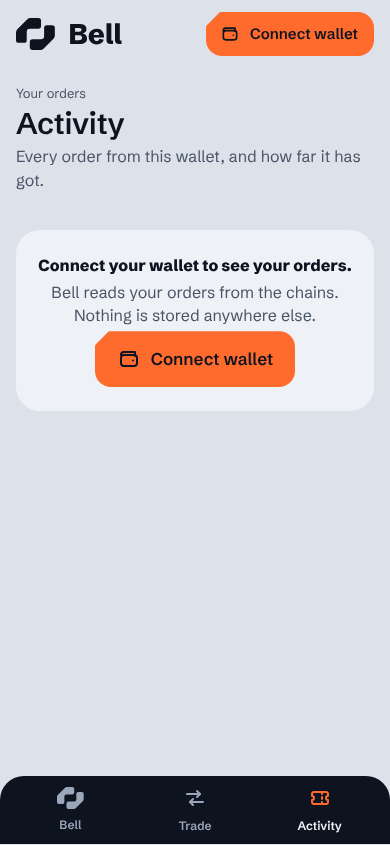 Bell
Connect wallet
Your orders
Activity
Every order from this wallet, and how far it has
got.
Connect your wallet to see your orders.
Bell reads your orders from the chains.
Nothing is stored anywhere else.
Connect wallet
Bell
Trade
Activity